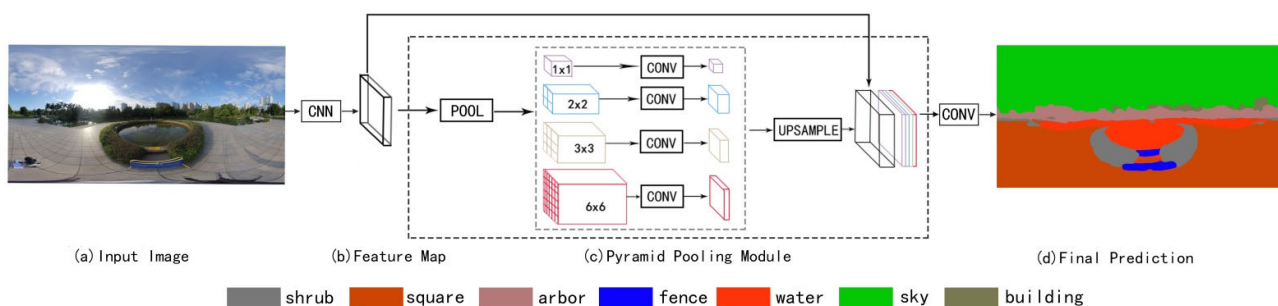 1x1
CONV
2x2
CONV
CNN
POOL
3x3
CONV
UPSAMPLE
CONV
6x6
CONV
(a)Input Image
(b)Feature Map
(c)Pyramid Pooling Module
(d)Final Prediction
shrub square arbor fence water sky building